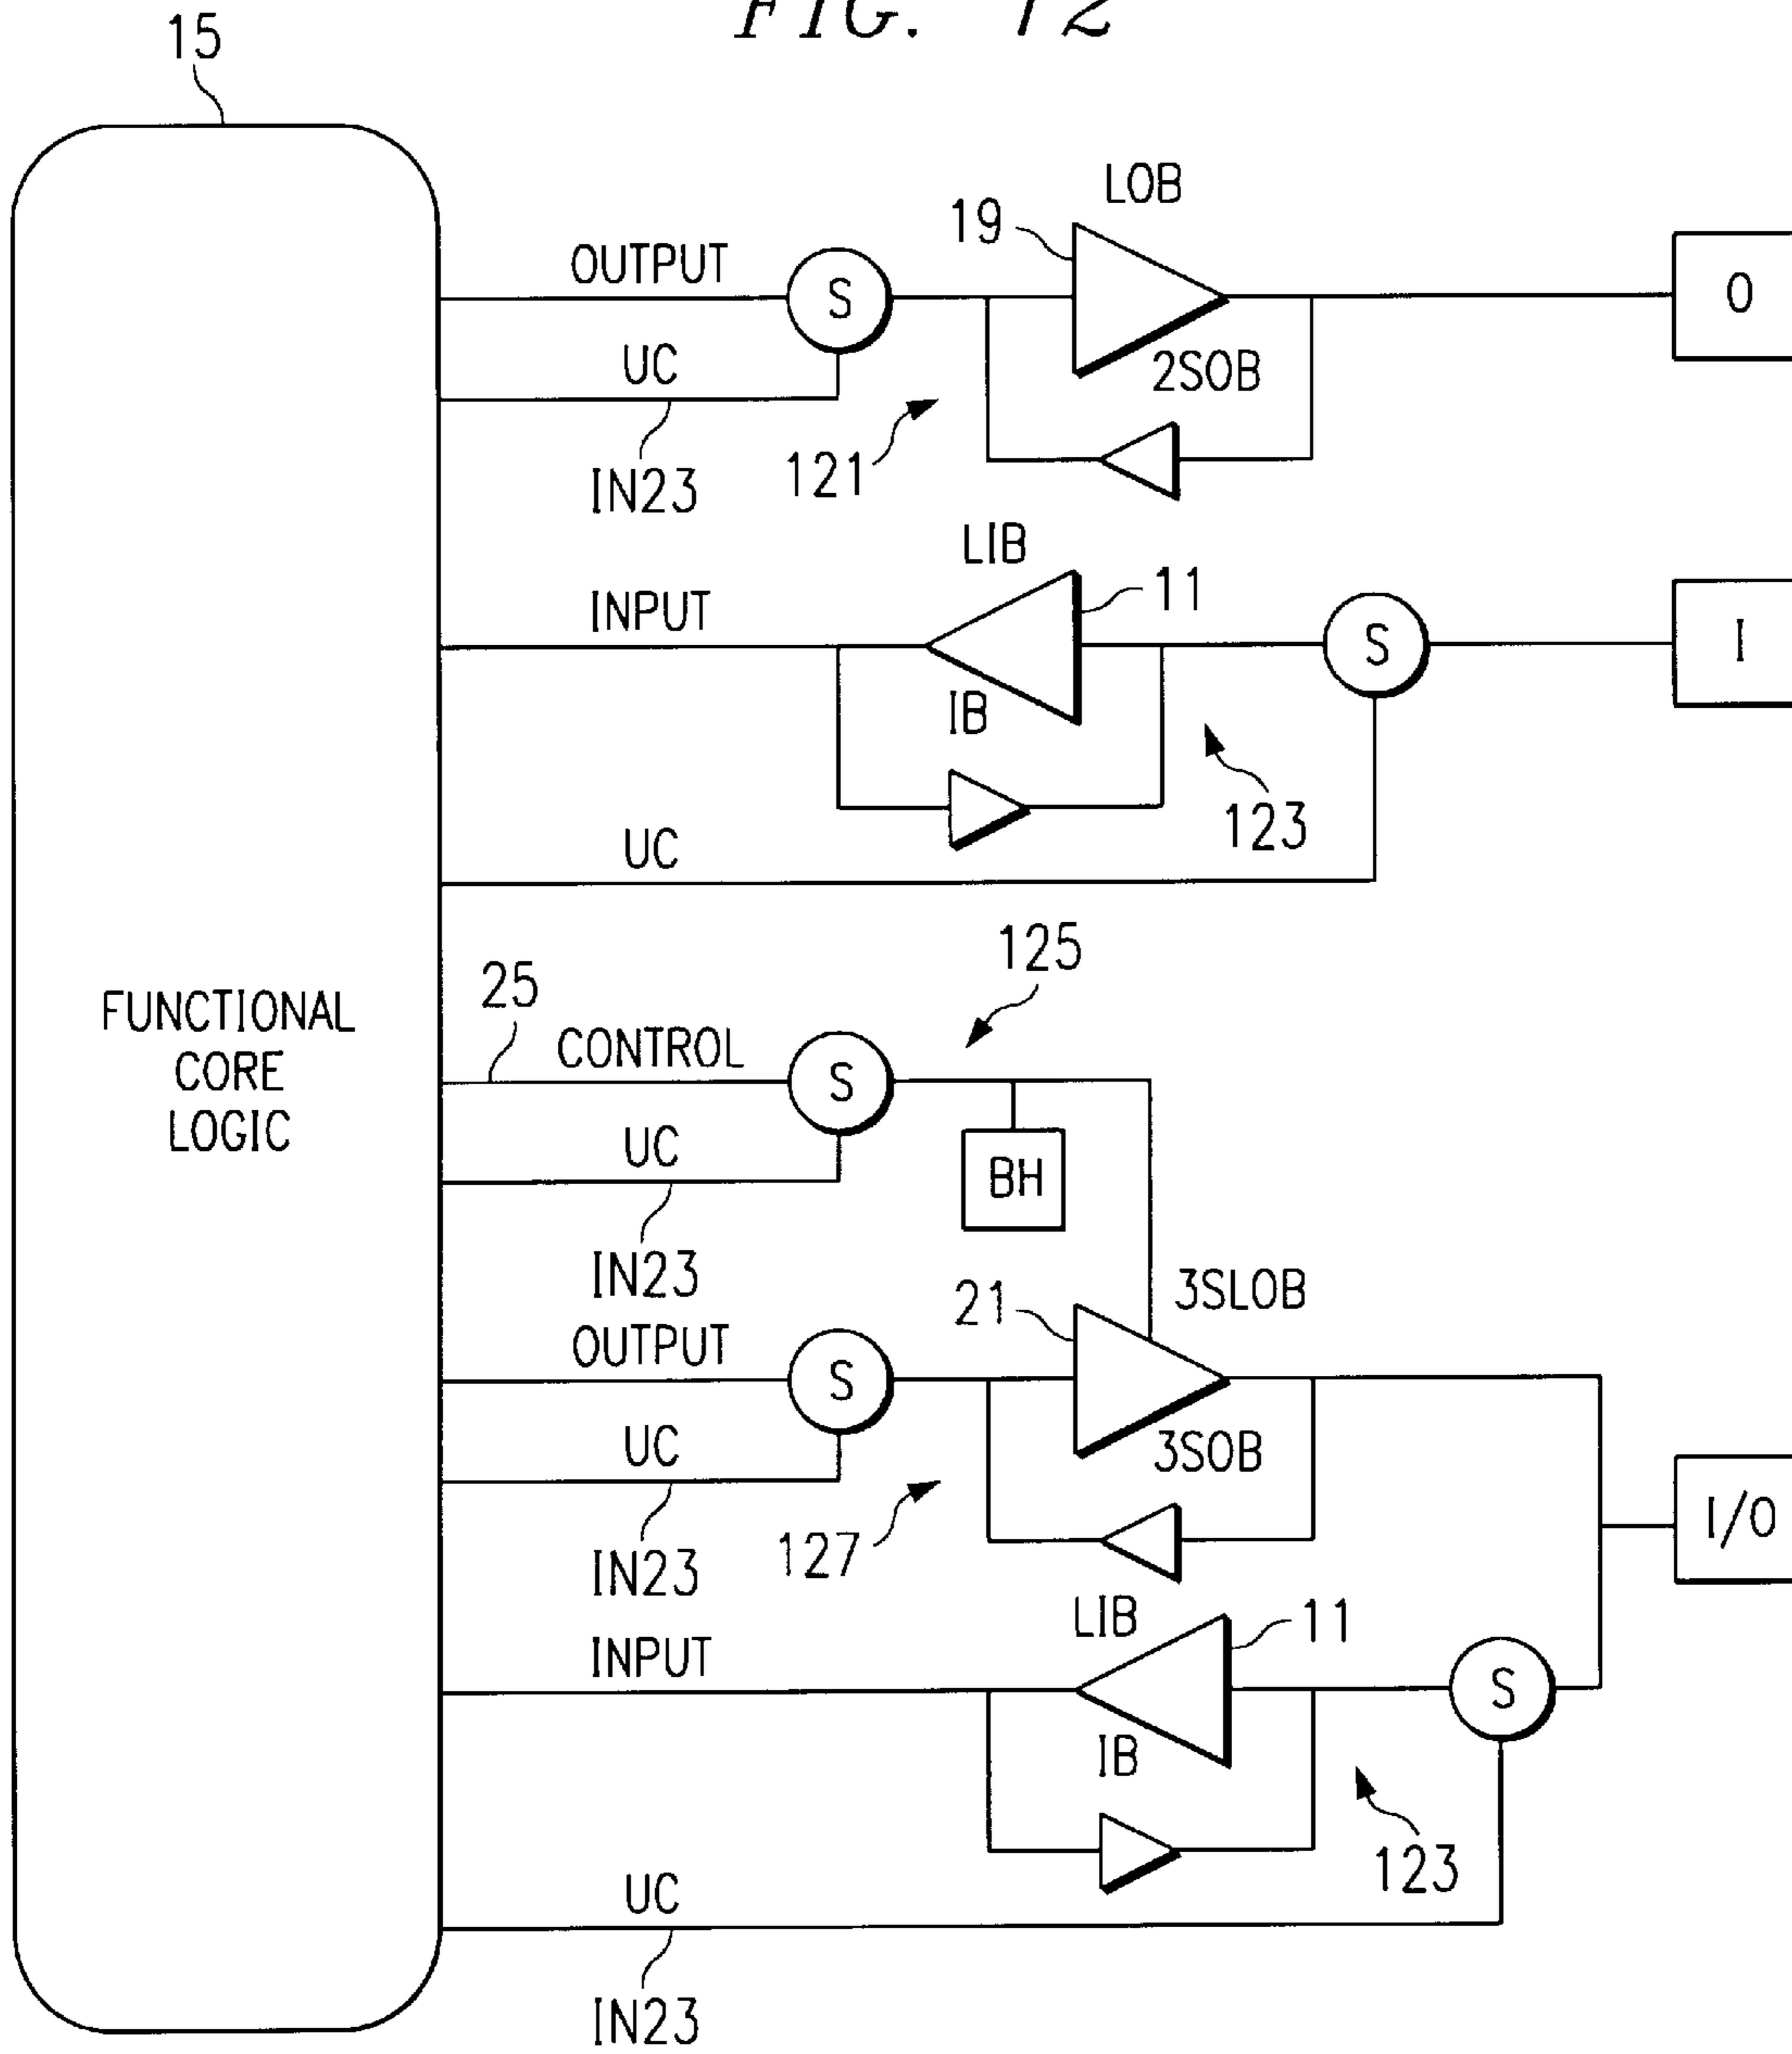 FIG. 12
15
LOB
19
OUTPUT
S
O
UC
2SOB
121
IN23
LIB
11
INPUT
S
I
IB
123
UC
125
25
CONTROL
S
FUNCTIONAL
CORE
LOGIC
UC
BH
IN23
3SLOB
21
OUTPUT
S
UC
3SOB
I/O
127
IN23
LIB
11
INPUT
S
IB
123
UC
IN23